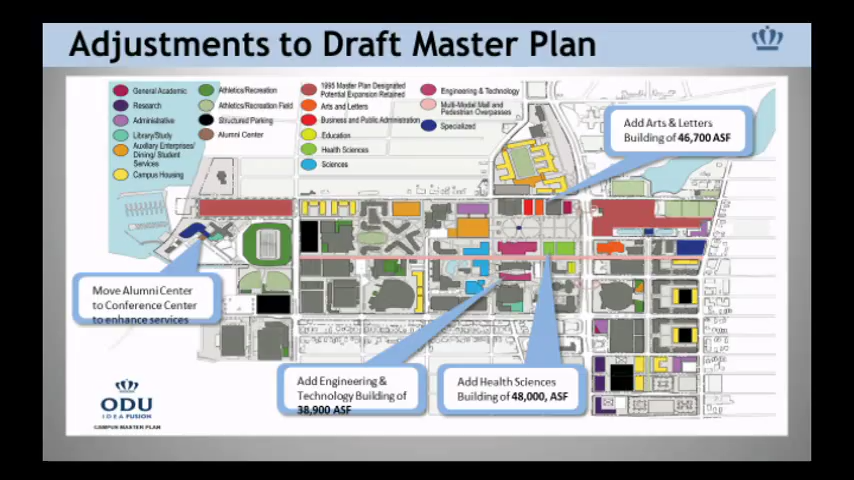 Adjustments to Draft Master Plan
General Academic
Research
Administrative
Library/Study
Auxiliary Enterprises/
Dining/ Student
Services
Campus Housing
Athletics/Recreation
Athletics/Recreation Field
Structured Parking
Alumni Center
1995 Master Plan Designated
Potential Expansion Retained
Arts and Letters
Business and Public Administration
Education
Health Sciences
Sciences
Engineering & Technology
Multi-Modal Mall and
Pedestrian Overpasses
Specialized
Add Arts & Letters
Building of 46,700 ASF
Move Alumni Center
to Conference Center
to enhance services
Add Engineering &
Technology Building of
38,900 ASF
Add Health Sciences
Building of 48,000, ASF
ODU
IDEA FUSION
CAMPUS MASTER PLAN